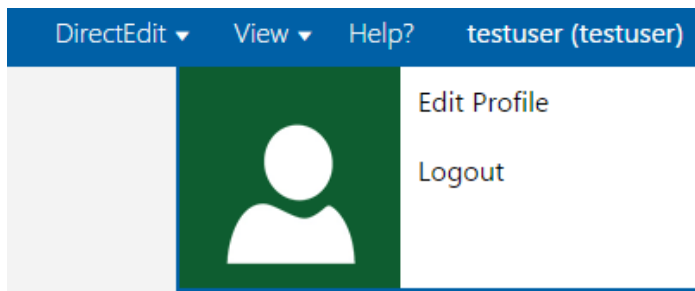 DirectEdit ▾ View ▾ Help? testuser (testuser)
Edit Profile
Logout